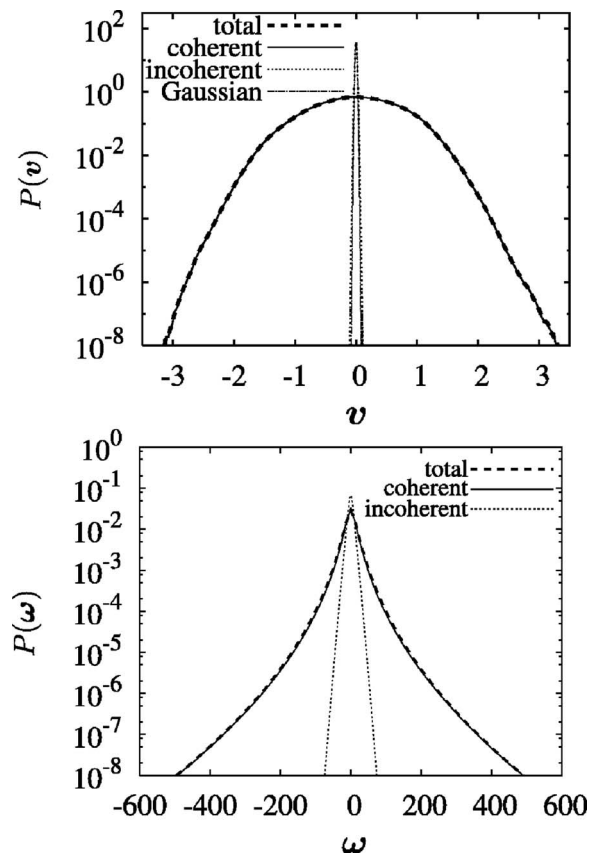 total
coherent
incoherent
Gaussian
10^2
10^0
10^-2
10^-4
10^-6
10^-8
P(v)
-3 -2 -1 0 1 2 3
v
total
coherent
incoherent
10^0
10^-1
10^-2
10^-3
10^-4
10^-5
10^-6
10^-7
10^-8
P(ω)
-600 -400 -200 0 200 400 600
ω